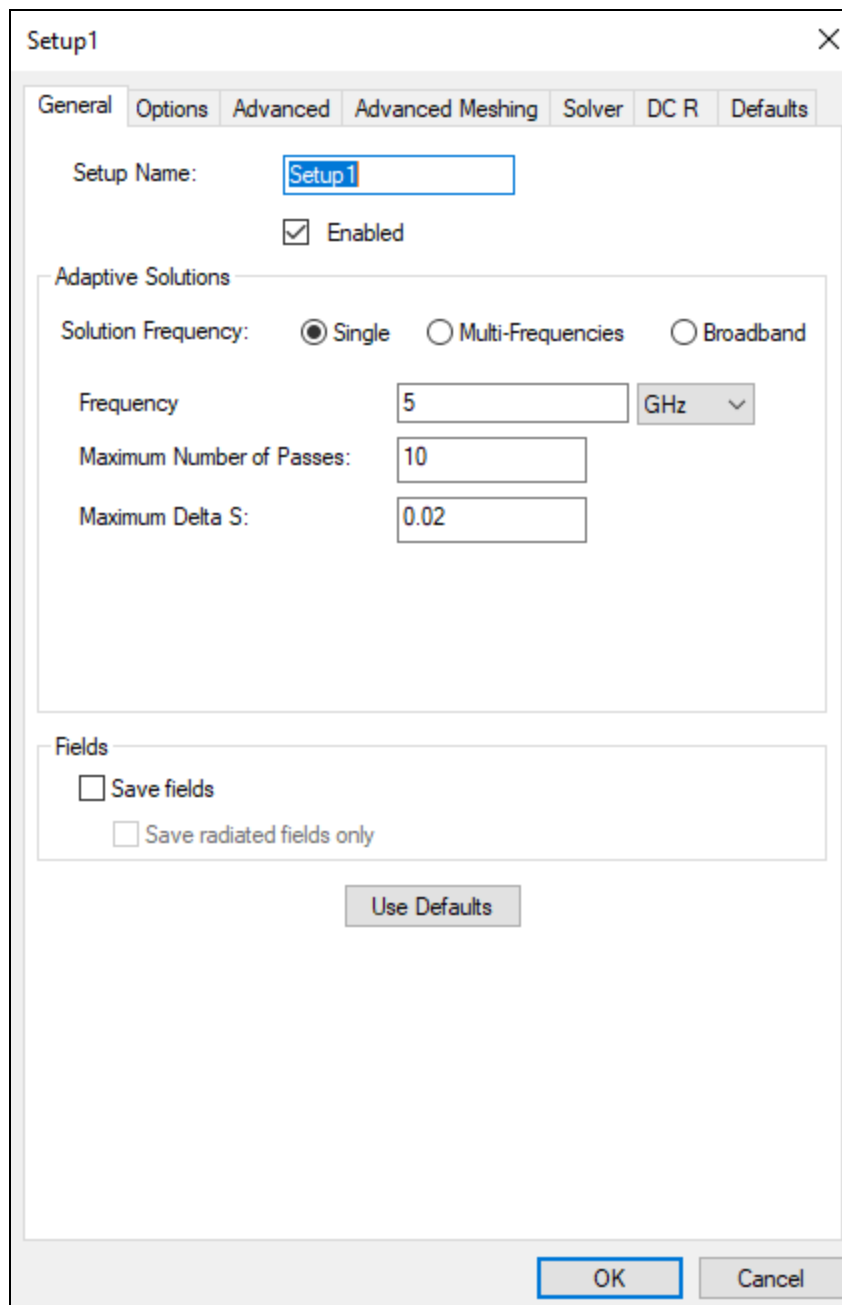 Setup1
General Options Advanced Advanced Meshing Solver DC R Defaults
Setup Name: Setup1
Enabled
Adaptive Solutions
Solution Frequency: Single Multi-Frequencies Broadband
Frequency 5 GHz
Maximum Number of Passes: 10
Maximum Delta S: 0.02
Fields
Save fields
Save radiated fields only
Use Defaults
OK Cancel